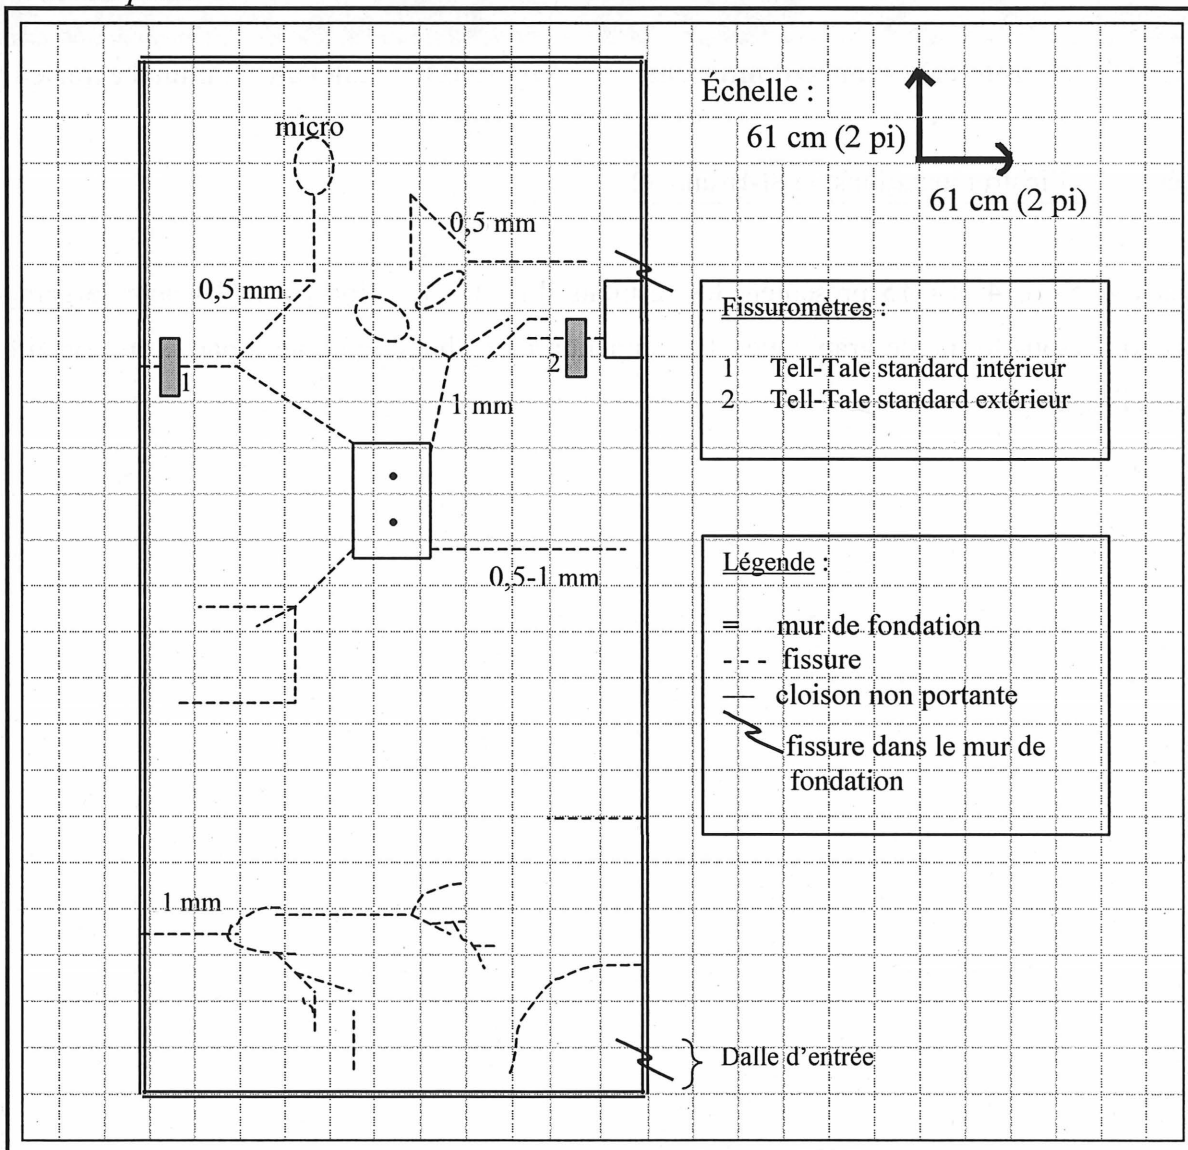 micro
0,5 mm
0,5 mm
1
2
1 mm
0,5-1 mm
1 mm
Échelle :
61 cm (2 pi)
61 cm (2 pi)
Fissuromètres :
1 Tell-Tale standard intérieur
2 Tell-Tale standard extérieur
Légende :
= mur de fondation
- - - fissure
— cloison non portante
fissure dans le mur de
fondation
Dalle d'entrée